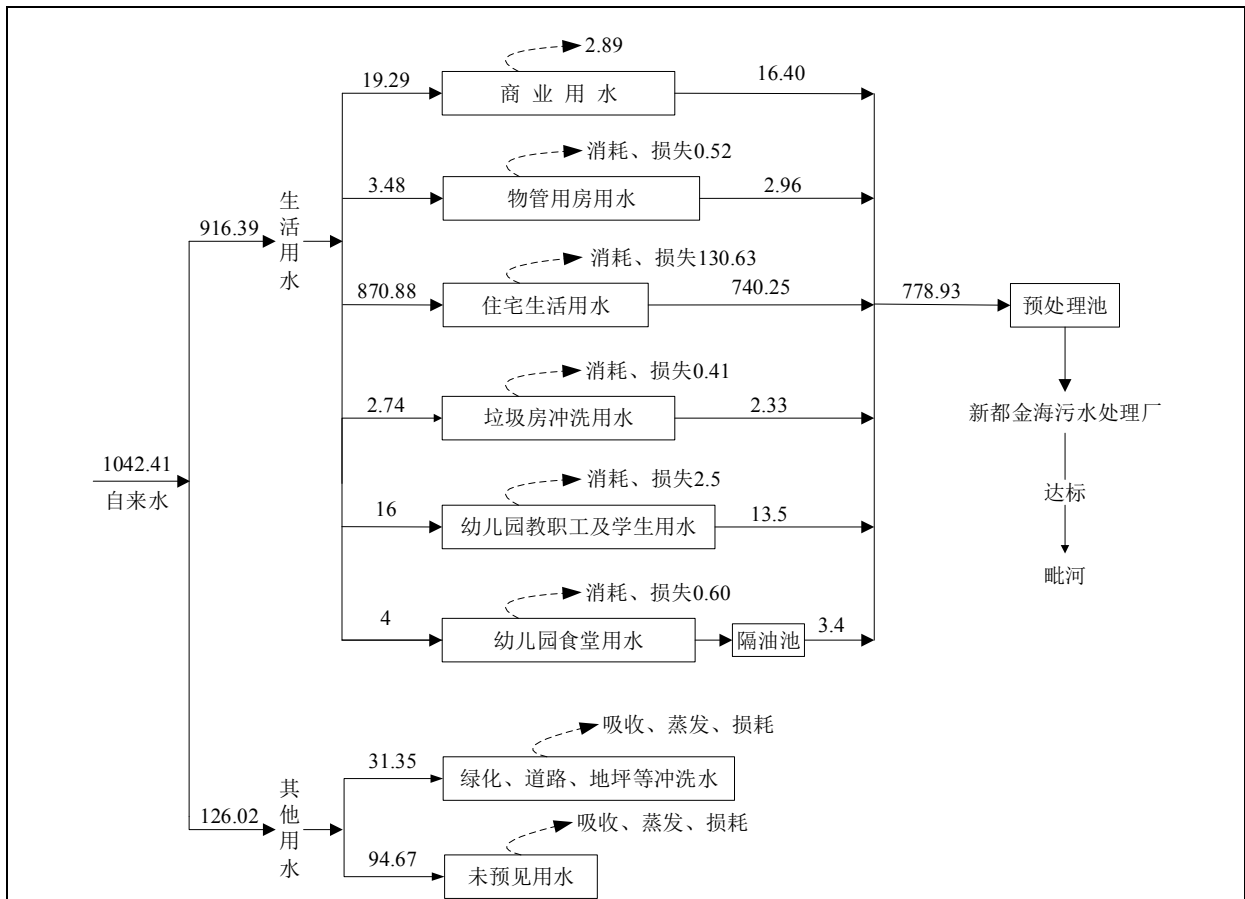 2.89
19.29
商业用水
16.40
消耗、损失0.52
3.48
物管用房用水
2.96
916.39
生活用水
消耗、损失130.63
870.88
住宅生活用水
740.25
778.93
预处理池
消耗、损失0.41
2.74
垃圾房冲洗用水
2.33
新都金海污水处理厂
1042.41
自来水
消耗、损失2.5
16
幼儿园教职工及学生用水
13.5
达标
毗河
消耗、损失0.60
4
幼儿园食堂用水
隔油池
3.4
吸收、蒸发、损耗
31.35
绿化、道路、地坪等冲洗水
126.02
其他用水
吸收、蒸发、损耗
94.67
未预见用水